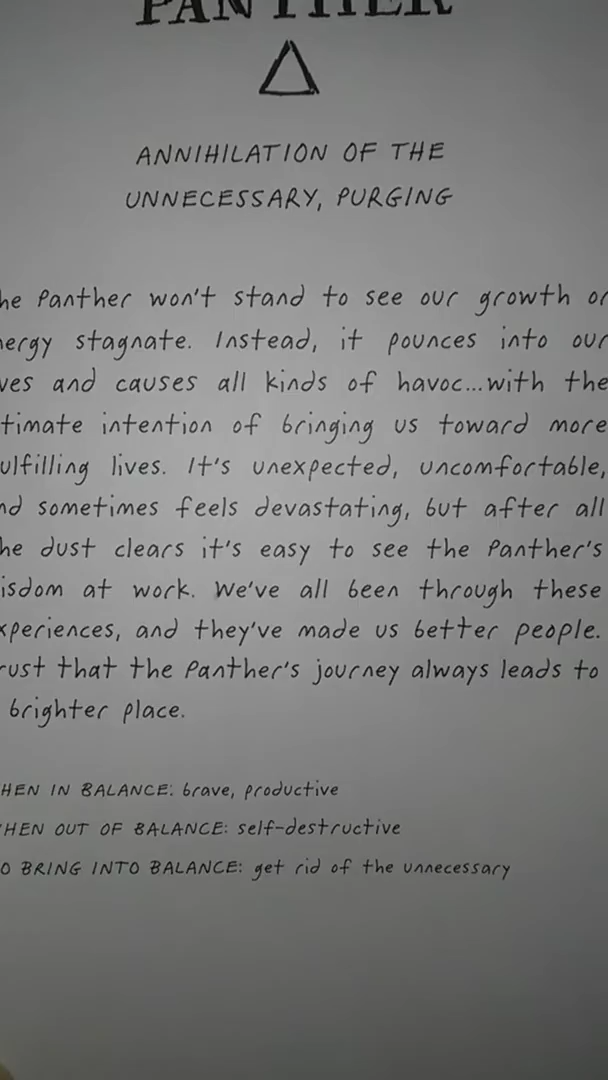 PANTHER
ANNIHILATION OF THE
UNNECESSARY, PURGING
he Panther won't stand to see our growth or
nergy stagnate. Instead, it pounces into our
ves and causes all kinds of havoc...with the
timate intention of bringing us toward more
ulfilling lives. It's unexpected, uncomfortable,
nd sometimes feels devastating, but after all
he dust clears it's easy to see the Panther's
isdom at work. We've all been through these
xperiences, and they've made us better people.
rust that the Panther's journey always leads to
brighter place.
HEN IN BALANCE: brave, productive
HEN OUT OF BALANCE: self-destructive
O BRING INTO BALANCE: get rid of the unnecessary